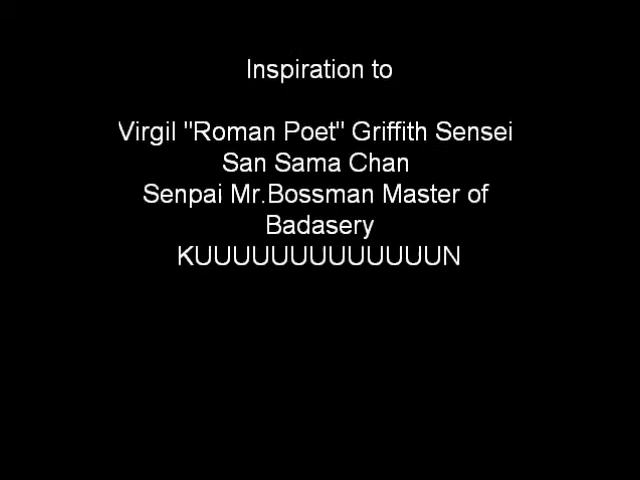 Inspiration to
Virgil "Roman Poet" Griffith Sensei
San Sama Chan
Senpai Mr.Bossman Master of
Badasery
KUUUUUUUUUUUUUN